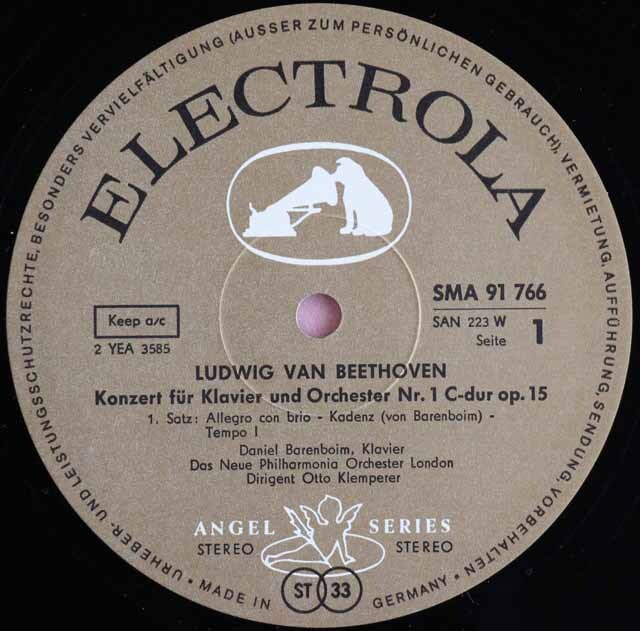 URHEBER- UND LEISTUNGSSCHUTZRECHTE, BESONDERS VERVIELFÄLTIGUNG (AUSSER ZUM PERSÖNLICHEN GEBRAUCH), VERMIETUNG, AUFFÜHRUNG, SENDUNG, VORBEHALTEN •
ELECTROLA
SMA 91 766
Keep a/c
SAN 223 W
2 YEA 3585
Seite 1
LUDWIG VAN BEETHOVEN
Konzert für Klavier und Orchester Nr. 1 C-dur op. 15
1. Satz: Allegro con brio - Kadenz (von Barenboim) -
Tempo I
Daniel Barenboim, Klavier
Das Neue Philharmonia Orchester London
Dirigent Otto Klemperer
ANGEL SERIES
STEREO STEREO
ST 33
• MADE IN GERMANY •